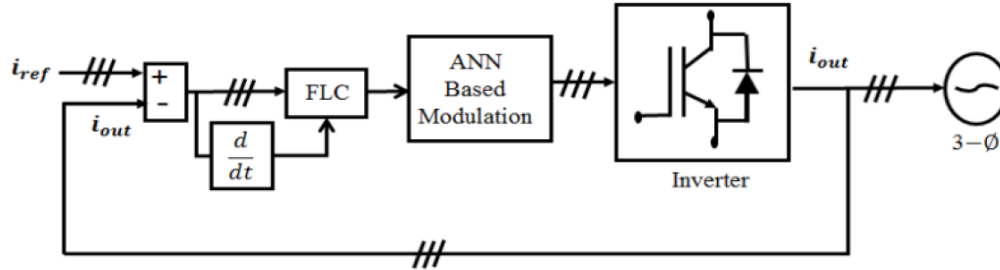 i_ref
+
−
i_out
FLC
d
dt
ANN
Based
Modulation
Inverter
i_out
3−Ø